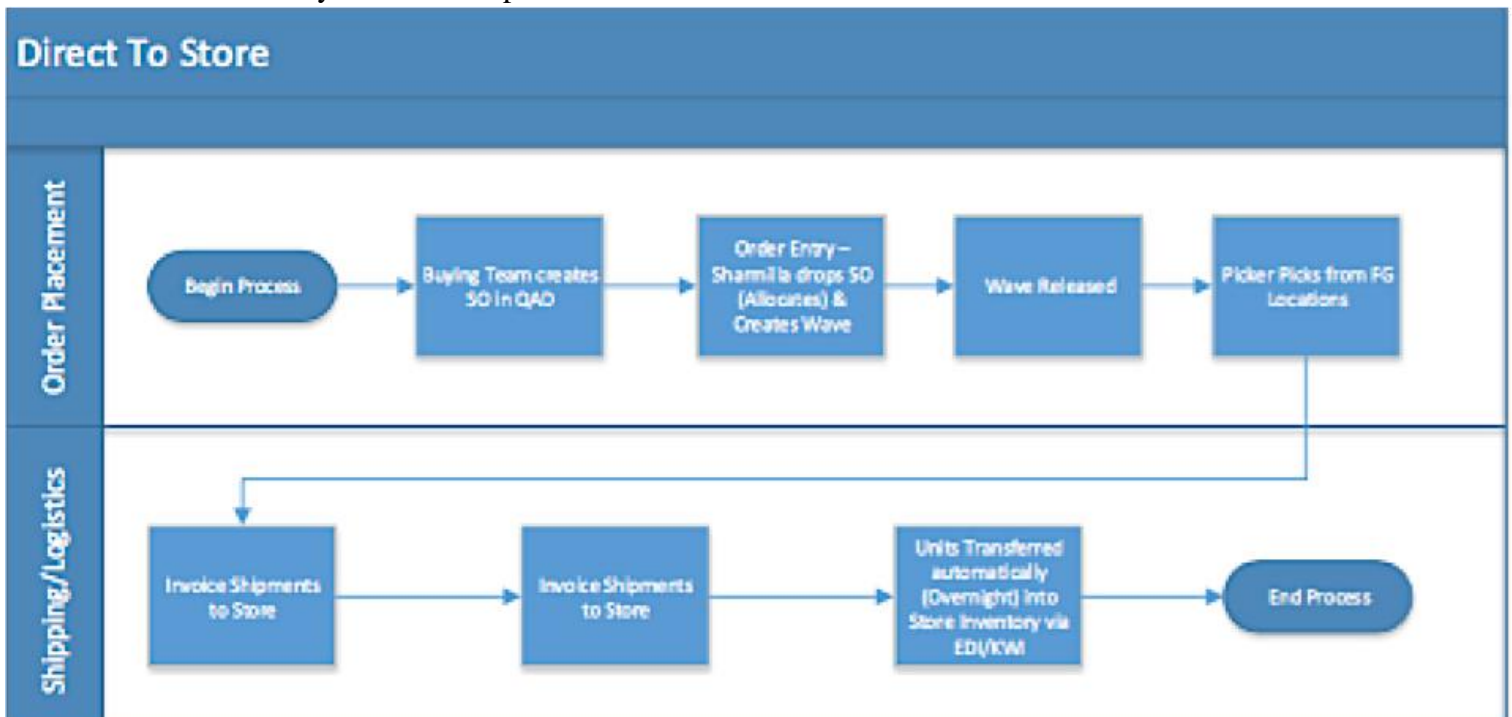 Direct To Store
Order Placement
Begin Process
Buying Team creates
SO in QAD
Order Entry –
Sharmilla drops SO
(Allocates) &
Creates Wave
Wave Released
Picker Picks from FG
Locations
Shipping/Logistics
Invoice Shipments
to Store
Invoice Shipments
to Store
Units Transferred
automatically
(Overnight) into
Store Inventory via
EDI/KWI
End Process